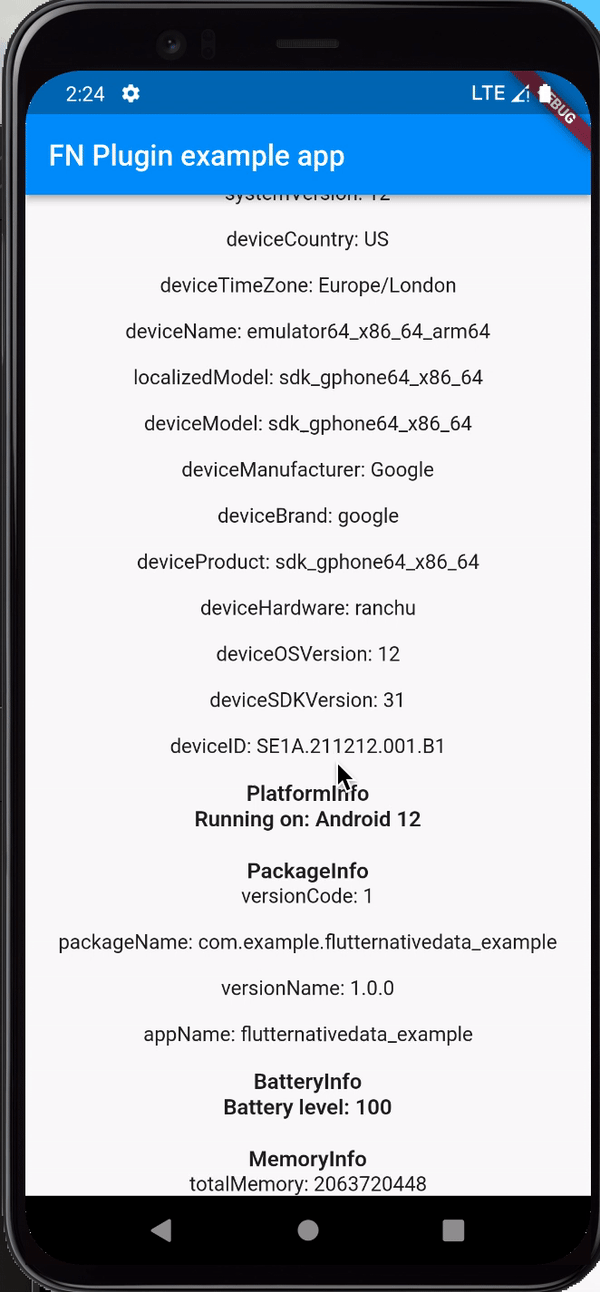 2:24
LTE
BUG
FN Plugin example app
systemVersion: 12
deviceCountry: US
deviceTimeZone: Europe/London
deviceName: emulator64_x86_64_arm64
localizedModel: sdk_gphone64_x86_64
deviceModel: sdk_gphone64_x86_64
deviceManufacturer: Google
deviceBrand: google
deviceProduct: sdk_gphone64_x86_64
deviceHardware: ranchu
deviceOSVersion: 12
deviceSDKVersion: 31
deviceID: SE1A.211212.001.B1
PlatformInfo
Running on: Android 12
PackageInfo
versionCode: 1
packageName: com.example.flutternativedata_example
versionName: 1.0.0
appName: flutternativedata_example
BatteryInfo
Battery level: 100
MemoryInfo
totalMemory: 2063720448